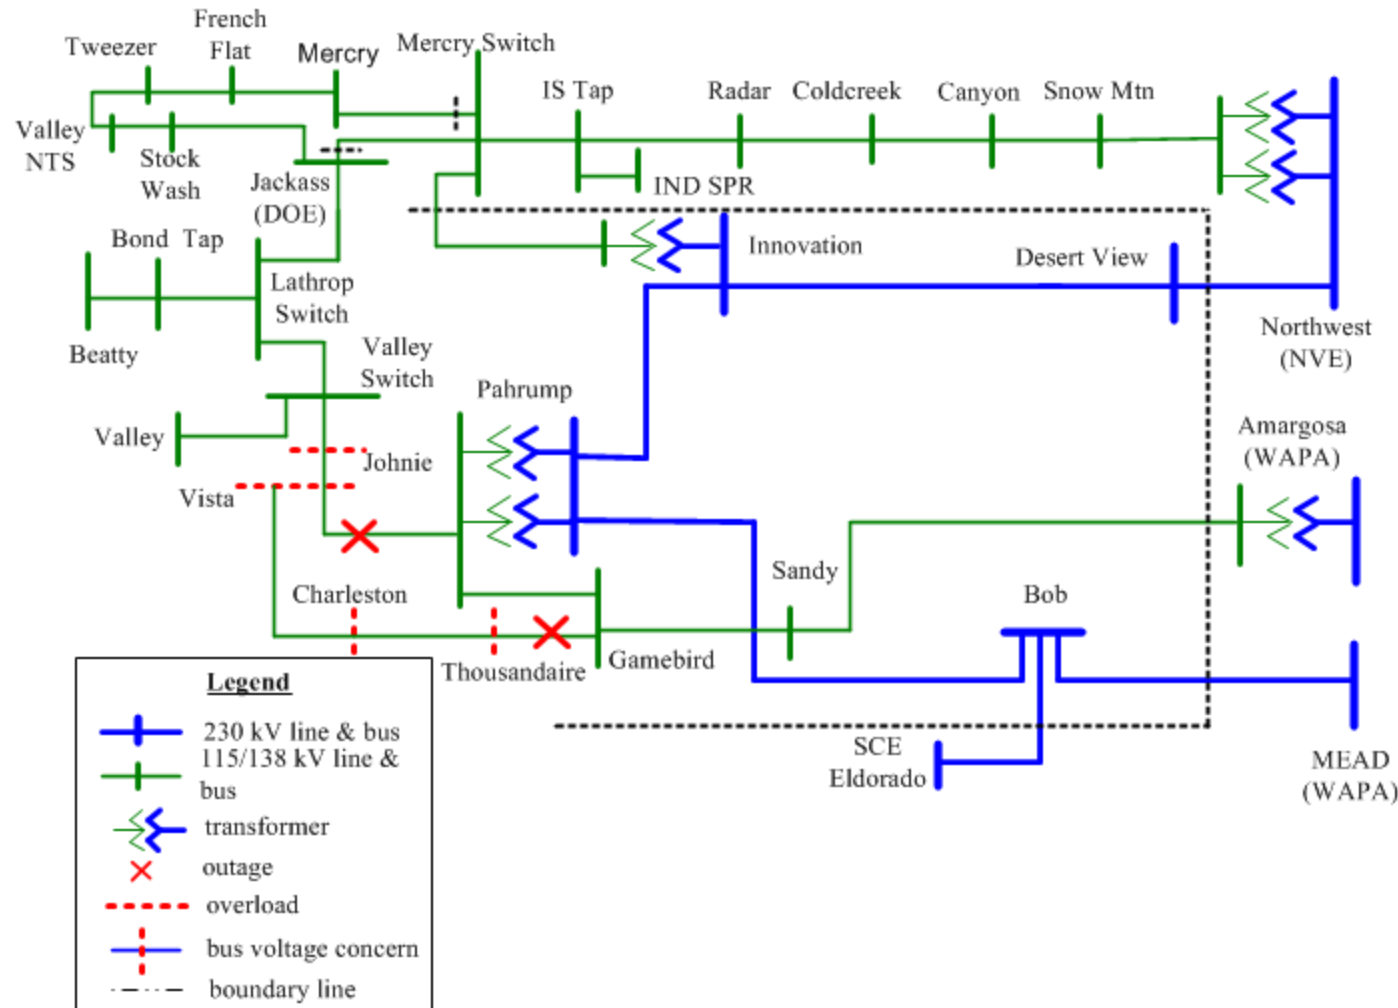 French
Flat
Tweezer
Mercry
Mercry Switch
IS Tap
Radar
Coldcreek
Canyon
Snow Mtn
Valley
NTS
Stock
Wash
Jackass
(DOE)
IND SPR
Bond Tap
Innovation
Desert View
Lathrop
Switch
Northwest
(NVE)
Beatty
Valley
Switch
Pahrump
Valley
Johnie
Amargosa
(WAPA)
Vista
Sandy
Charleston
Bob
Thousandaire
Gamebird
SCE
Eldorado
MEAD
(WAPA)
Legend
230 kV line & bus
115/138 kV line &
bus
transformer
outage
overload
bus voltage concern
boundary line